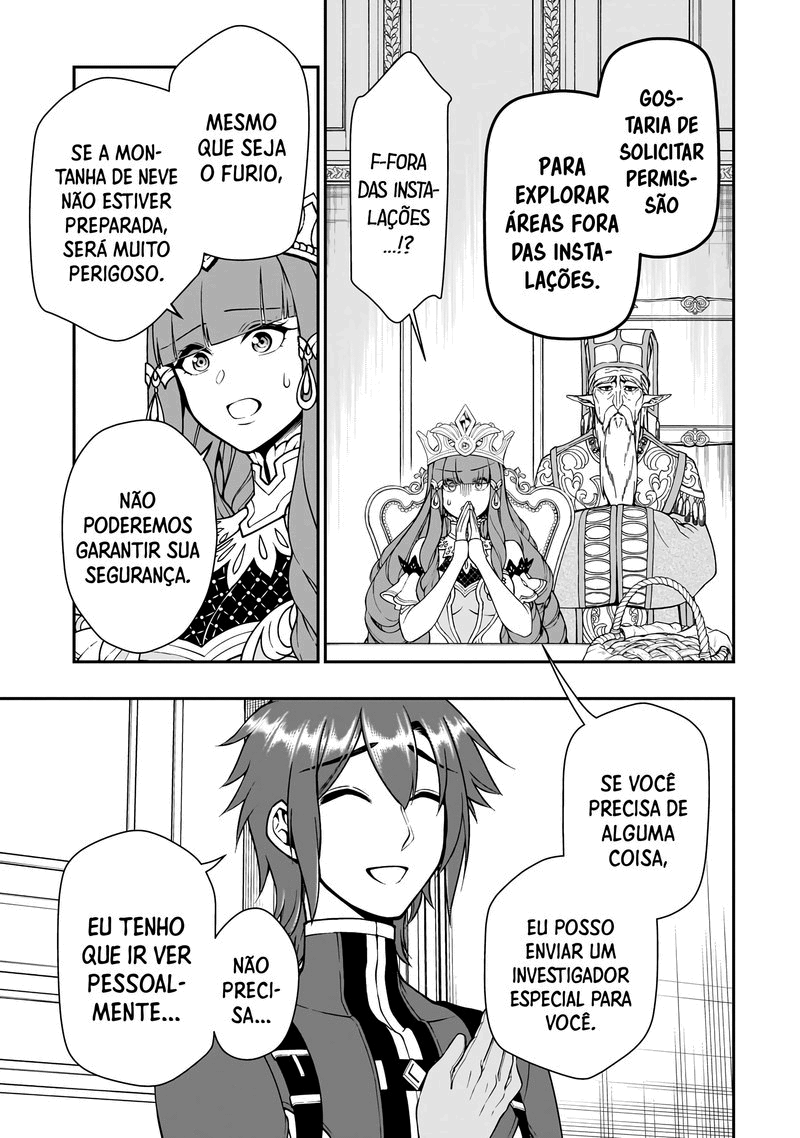 GOS-
TARIA DE
SOLICITAR
PERMIS-
SÃO
PARA
EXPLORAR
ÁREAS FORA
DAS INSTA-
LAÇÕES.
F-FORA
DAS INSTA-
LAÇÕES
...!?
MESMO
QUE SEJA
O FURIO,
SE A MON-
TANHA DE NEVE
NÃO ESTIVER
PREPARADA,
SERÁ MUITO
PERIGOSO.
NÃO
PODEREMOS
GARANTIR SUA
SEGURANÇA.
SE VOCÊ
PRECISA DE
ALGUMA
COISA,
EU POSSO
ENVIAR UM
INVESTIGADOR
ESPECIAL PARA
VOCÊ.
NÃO
PRECI-
SA...
EU TENHO
QUE IR VER
PESSOAL-
MENTE...